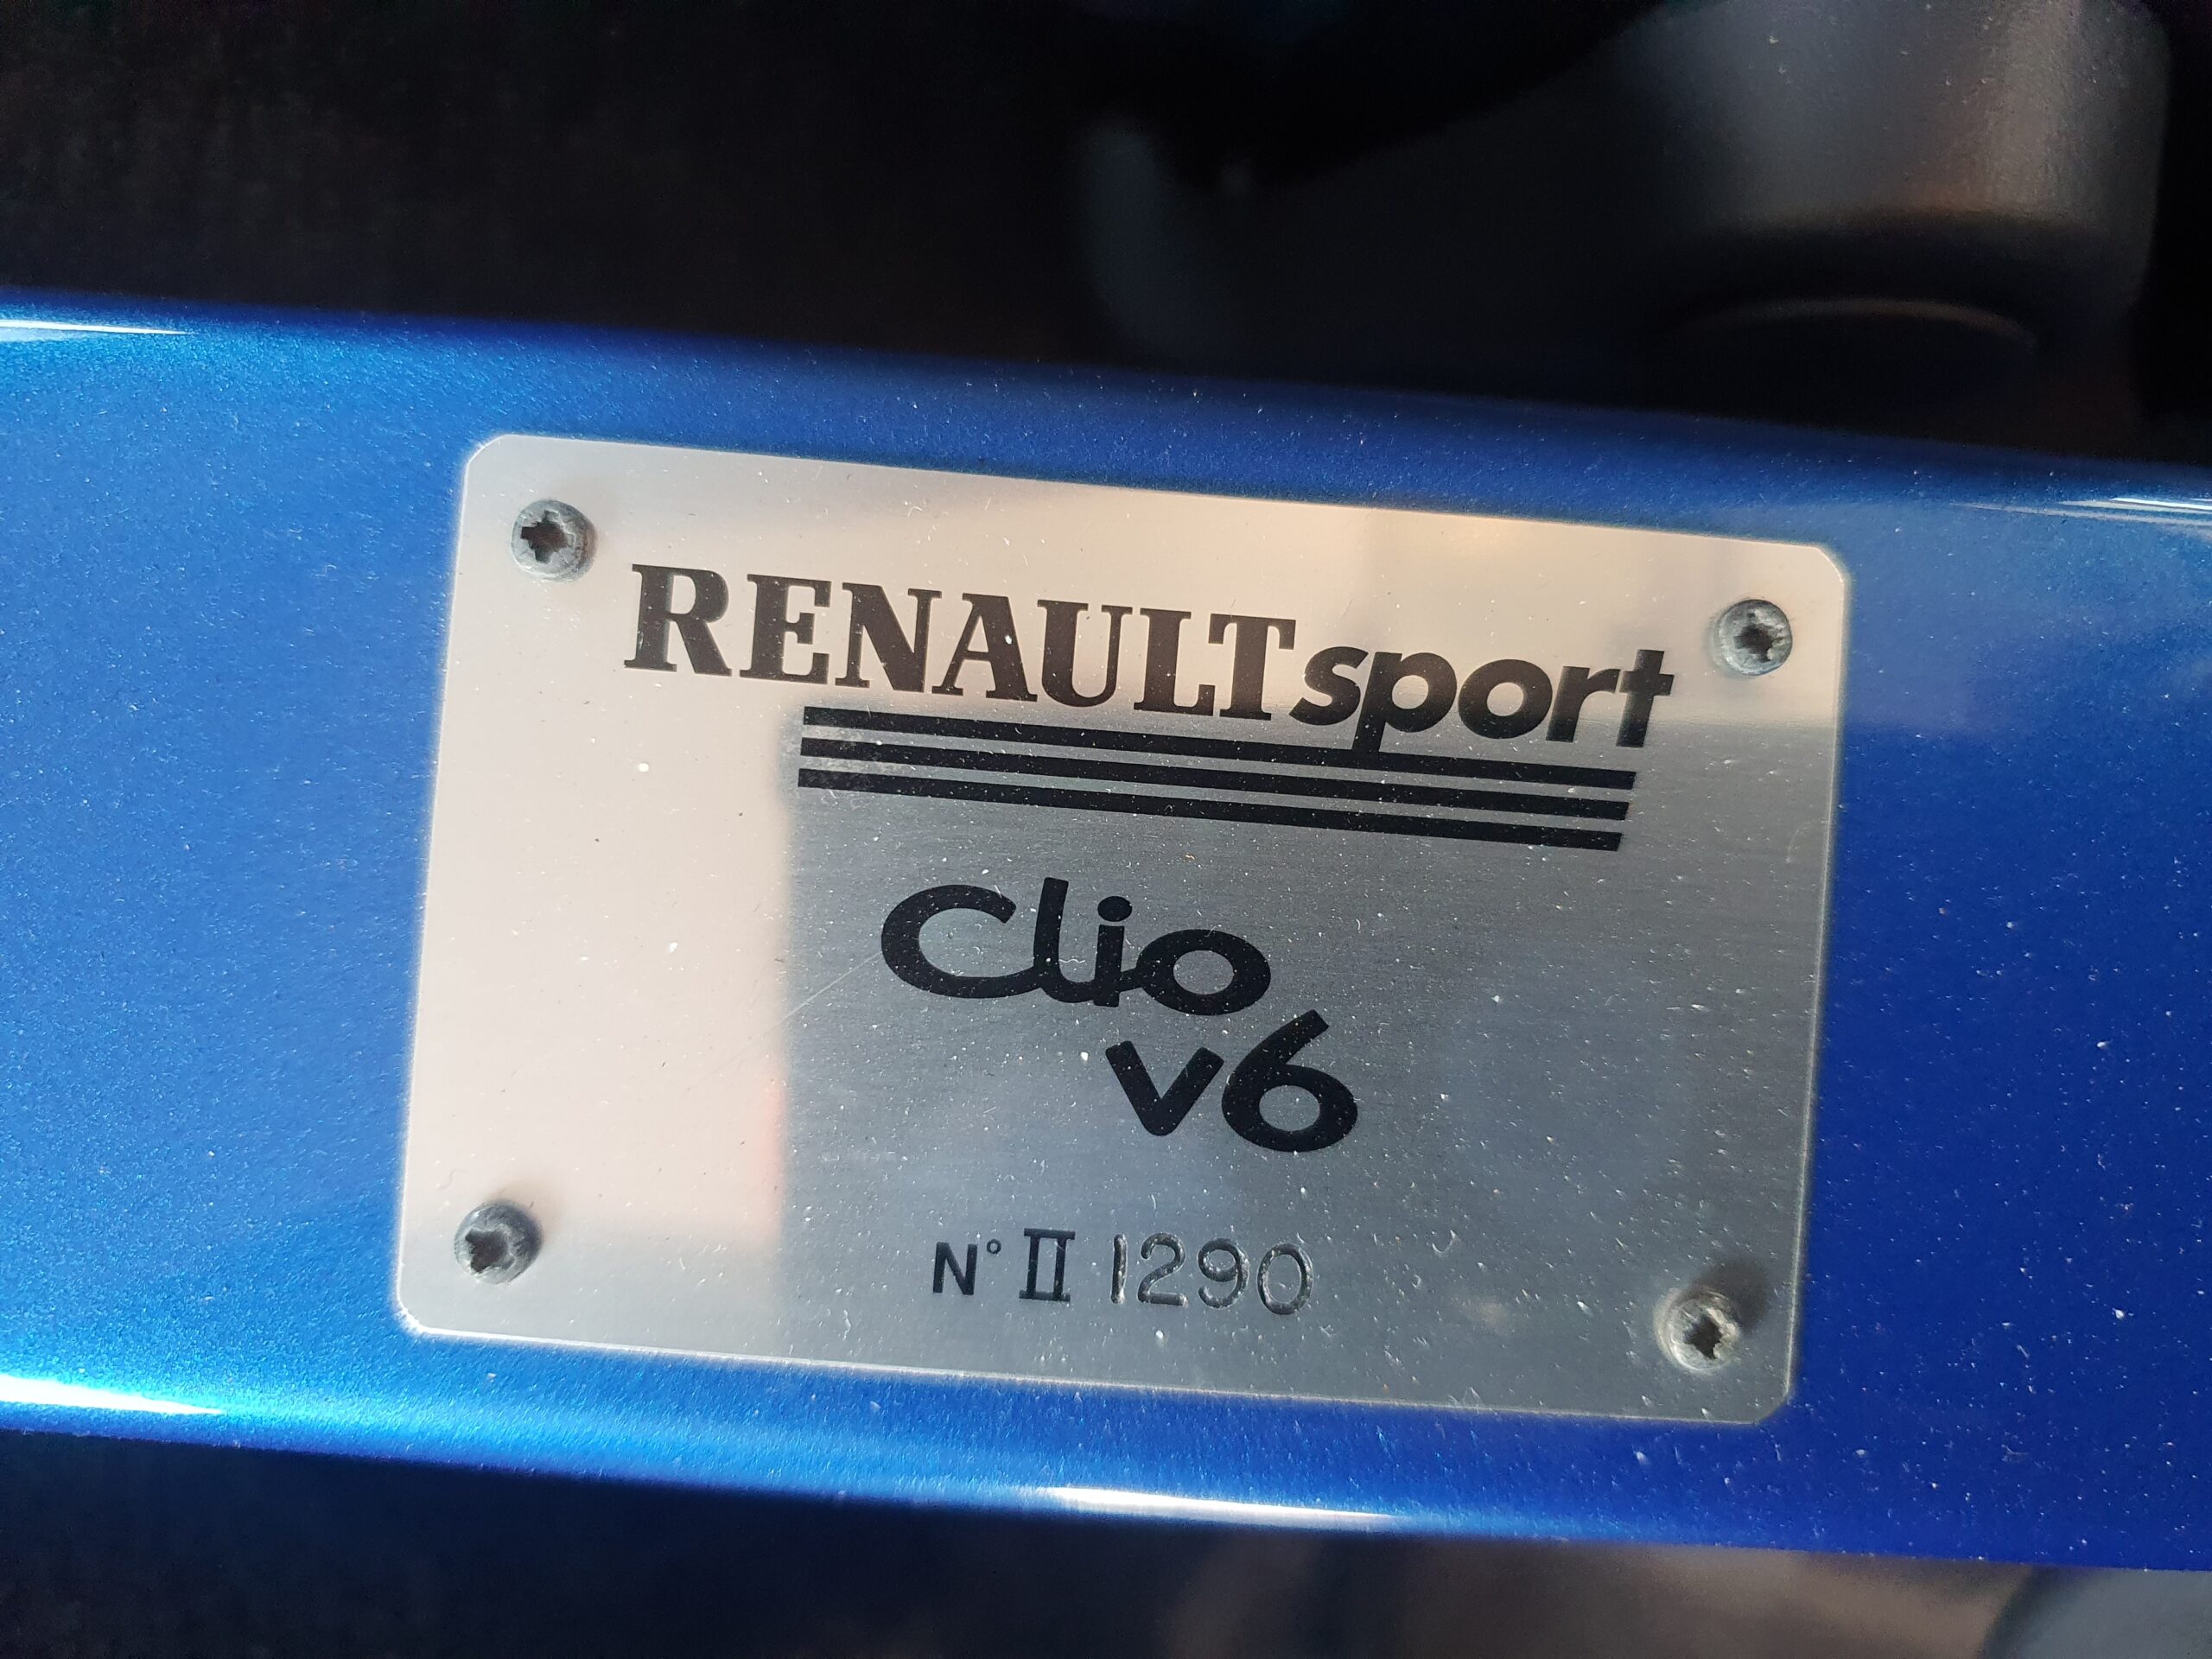 RENAULTsport
Clio
v6
N° II 1290